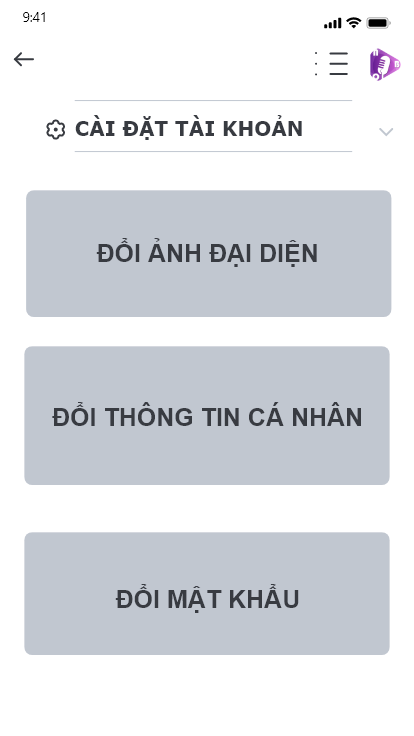 9:41
CÀI ĐẶT TÀI KHOẢN
ĐỔI ẢNH ĐẠI DIỆN
ĐỔI THÔNG TIN CÁ NHÂN
ĐỔI MẬT KHẨU